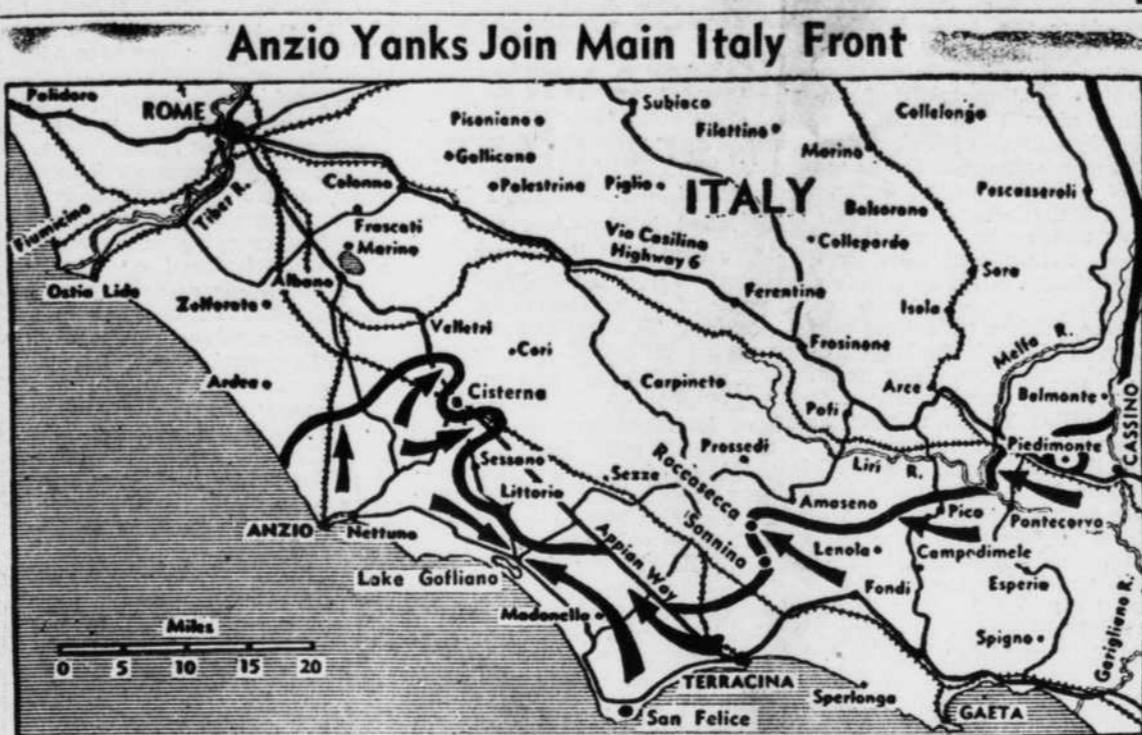 Anzio Yanks Join Main Italy Front
Palidoro
ROME
Subiaco
Pisoniano
Filettino
Collelongo
Gallicano
Morino
Colonna
Palestrina
Piglio
ITALY
Pescasseroli
Tiber R.
Balsorano
Fiumicino
Frascati
Marino
Via Casilina
Highway 6
Collepardo
Sora
Ostia Lido
Albano
Zolforata
Ferentino
Isola
Velletri
Melfa R.
Cori
Frosinone
Ardea
Cisterna
Carpineto
Arce
Belmonte
Pofi
CASSINO
Prossedi
Piedimonte
Sessano
Roccasecca
Liri R.
Sezze
Littoria
Amaseno
Pico
Pontecorvo
ANZIO
Nettuno
Appian Way
Sonnino
Lenola
Campodimele
Lake Gofliano
Esperia
Fondi
Madonella
Garigliano R.
Miles
Spigno
0 5 10 15 20
TERRACINA
Sperlonga
San Felice
GAETA